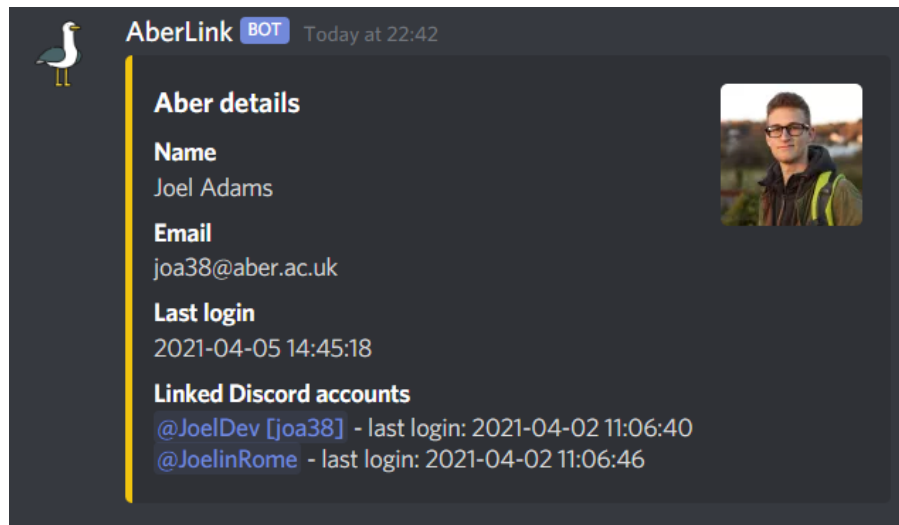 AberLink BOT Today at 22:42
Aber details
Name
Joel Adams
Email
joa38@aber.ac.uk
Last login
2021-04-05 14:45:18
Linked Discord accounts
@JoelDev [joa38] - last login: 2021-04-02 11:06:40
@JoelinRome - last login: 2021-04-02 11:06:46